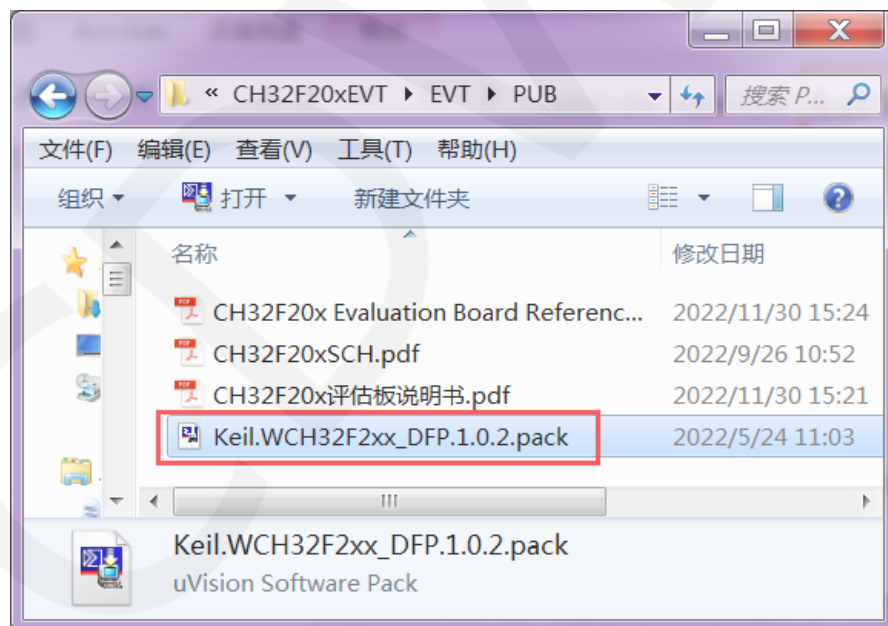 « CH32F20xEVT ▸ EVT ▸ PUB
搜索 P...
文件(F) 编辑(E) 查看(V) 工具(T) 帮助(H)
组织 打开 新建文件夹
名称 修改日期
CH32F20x Evaluation Board Referenc... 2022/11/30 15:24
CH32F20xSCH.pdf 2022/9/26 10:52
CH32F20x评估板说明书.pdf 2022/11/30 15:21
Keil.WCH32F2xx_DFP.1.0.2.pack 2022/5/24 11:03
Keil.WCH32F2xx_DFP.1.0.2.pack
uVision Software Pack